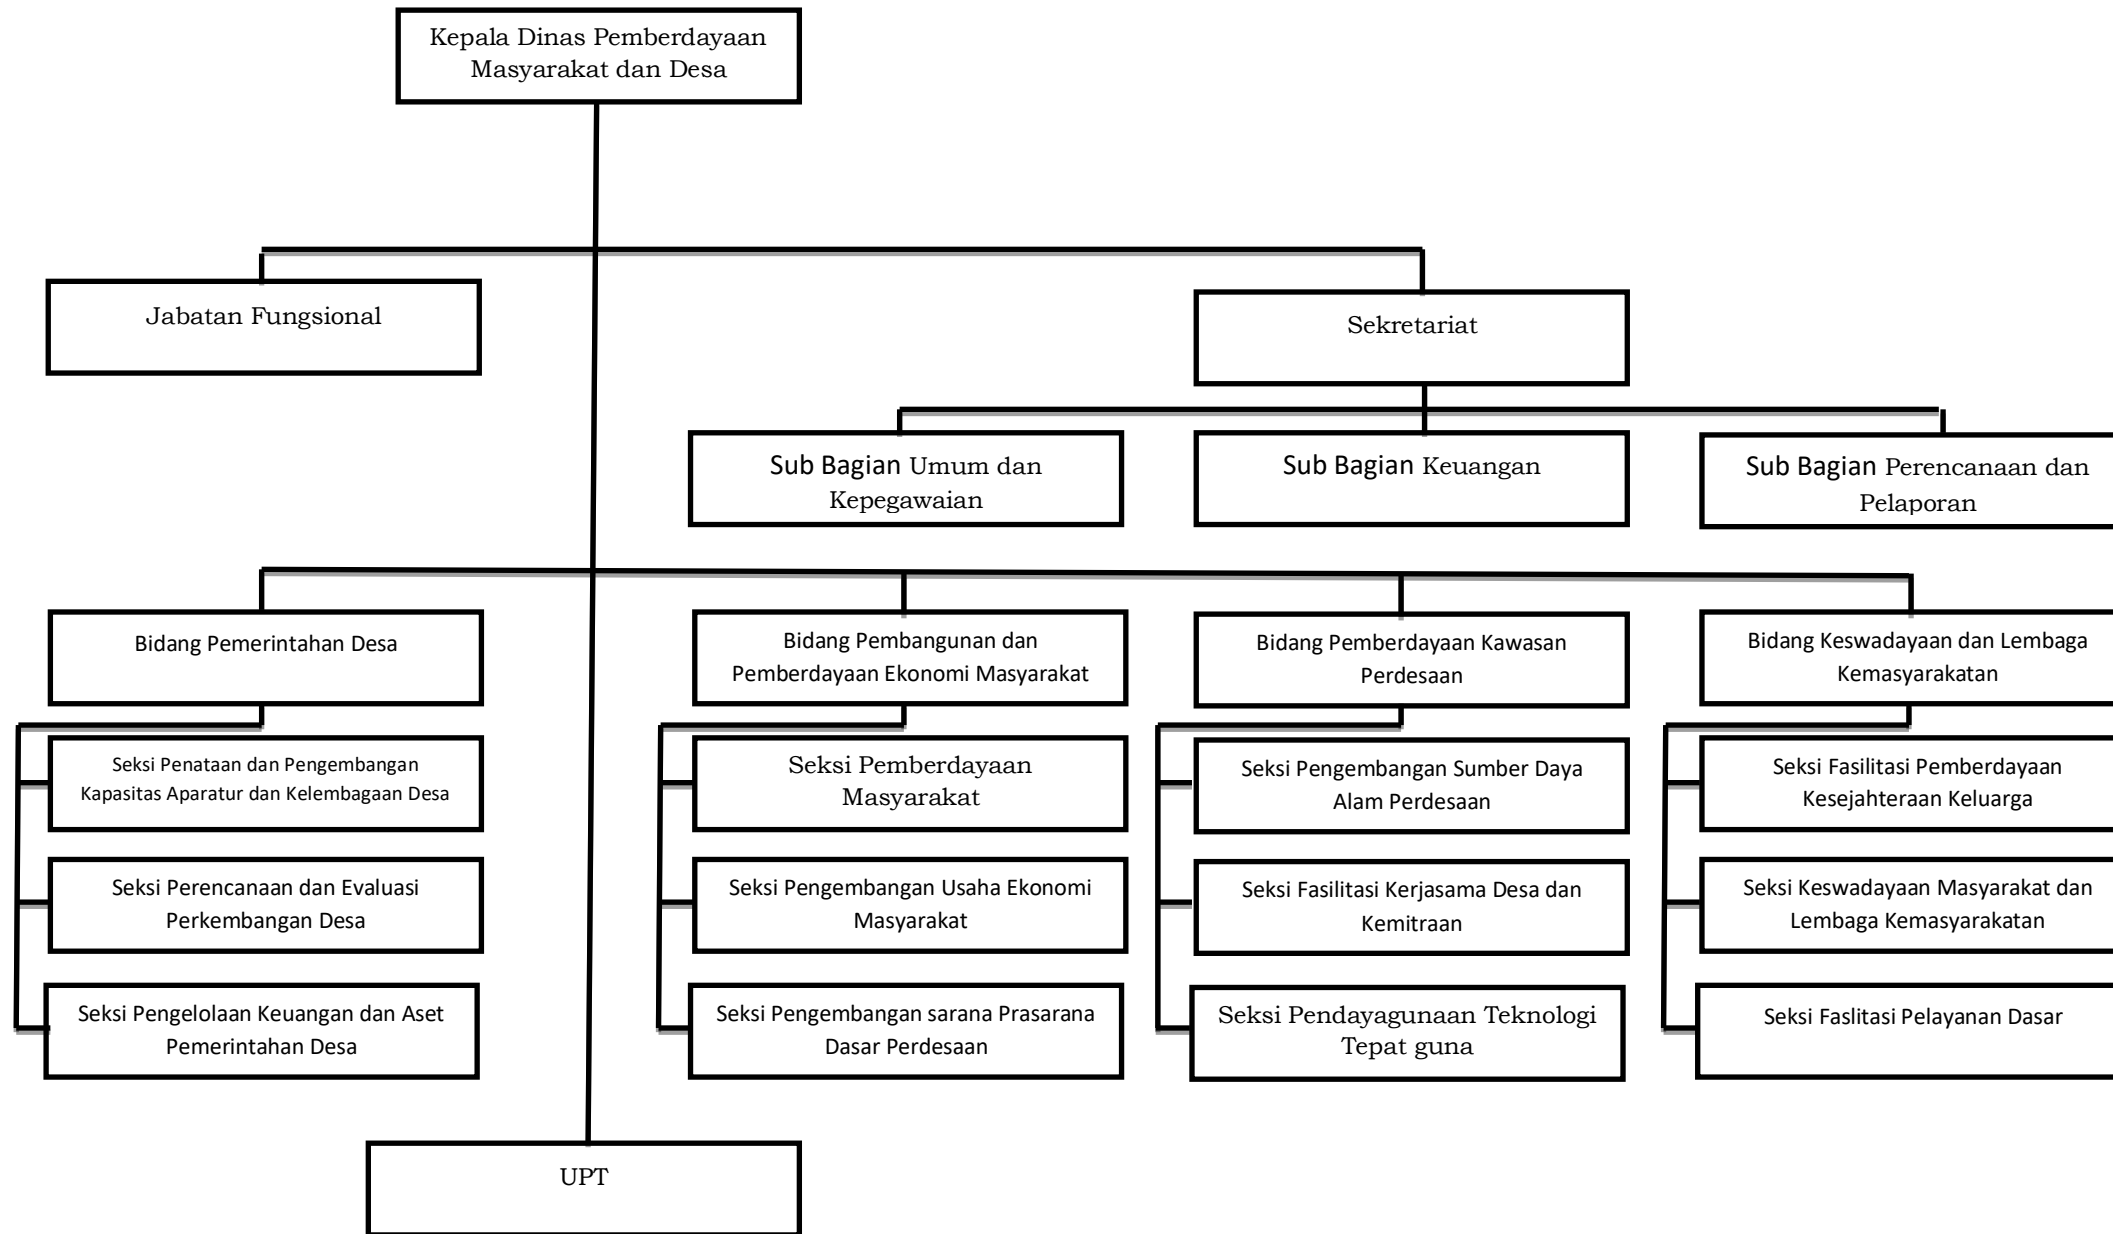 Kepala Dinas Pemberdayaan
Masyarakat dan Desa
Jabatan Fungsional
Sekretariat
Sub Bagian Umum dan
Kepegawaian
Sub Bagian Keuangan
Sub Bagian Perencanaan dan
Pelaporan
Bidang Pemerintahan Desa
Bidang Pembangunan dan
Pemberdayaan Ekonomi Masyarakat
Bidang Pemberdayaan Kawasan
Perdesaan
Bidang Keswadayaan dan Lembaga
Kemasyarakatan
Seksi Penataan dan Pengembangan
Kapasitas Aparatur dan Kelembagaan Desa
Seksi Pemberdayaan
Masyarakat
Seksi Pengembangan Sumber Daya
Alam Perdesaan
Seksi Fasilitasi Pemberdayaan
Kesejahteraan Keluarga
Seksi Perencanaan dan Evaluasi
Perkembangan Desa
Seksi Pengembangan Usaha Ekonomi
Masyarakat
Seksi Fasilitasi Kerjasama Desa dan
Kemitraan
Seksi Keswadayaan Masyarakat dan
Lembaga Kemasyarakatan
Seksi Pengelolaan Keuangan dan Aset
Pemerintahan Desa
Seksi Pengembangan sarana Prasarana
Dasar Perdesaan
Seksi Pendayagunaan Teknologi
Tepat guna
Seksi Faslitasi Pelayanan Dasar
UPT